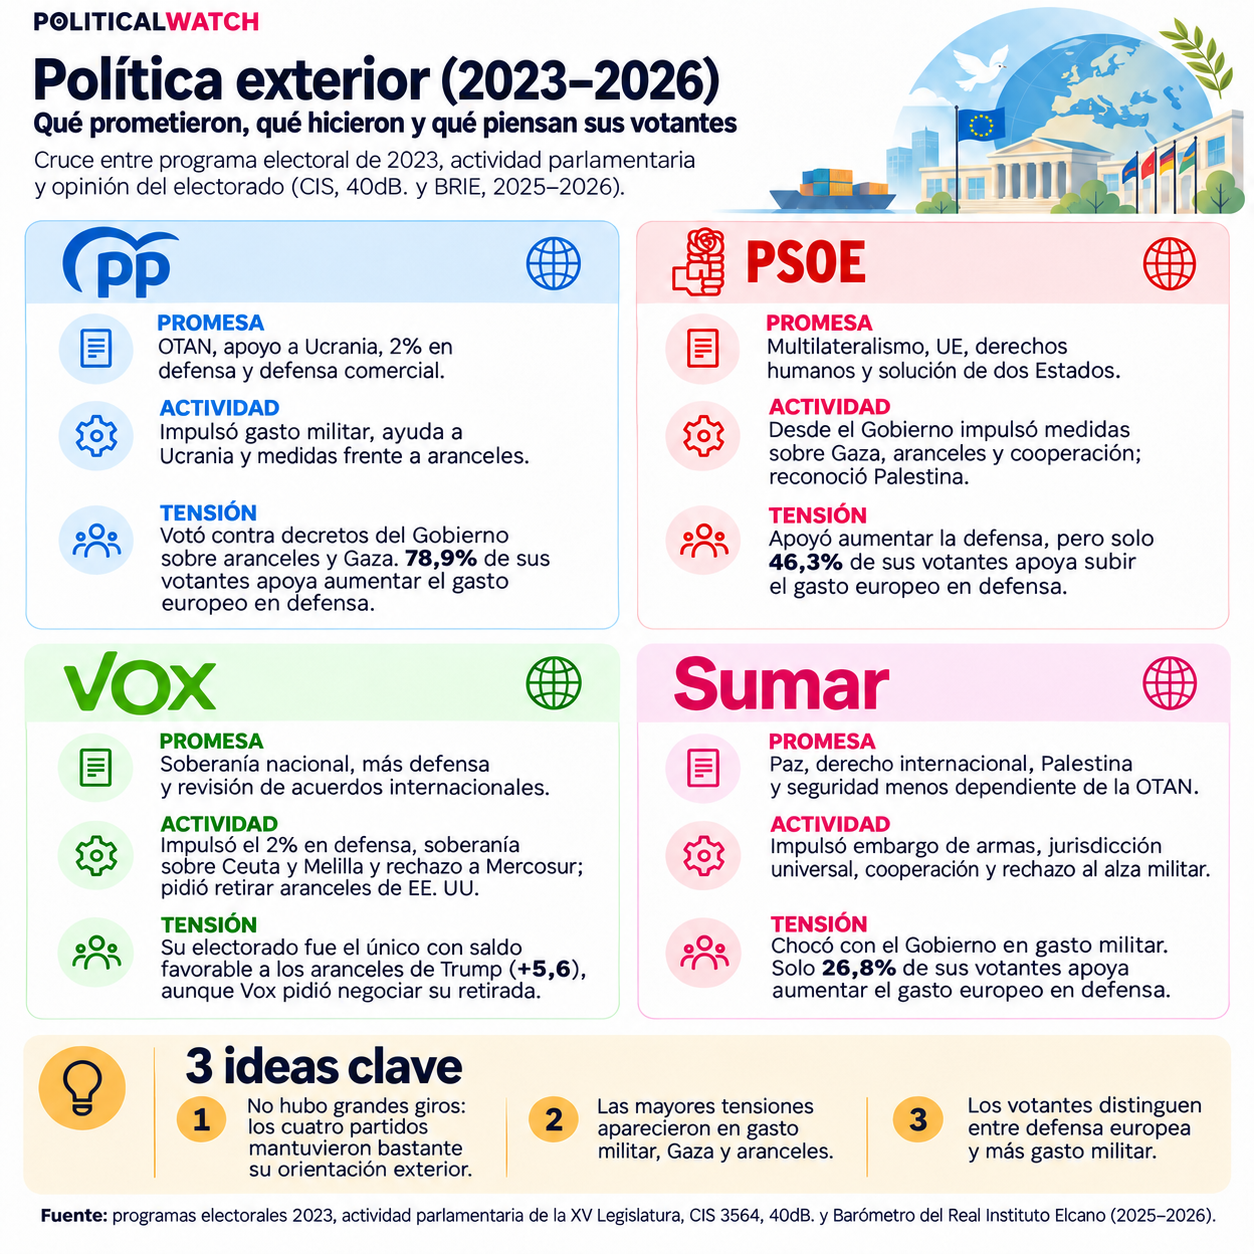 POLITICALWATCH
Política exterior (2023–2026)
Qué prometieron, qué hicieron y qué piensan sus votantes
Cruce entre programa electoral de 2023, actividad parlamentaria
y opinión del electorado (CIS, 40dB. y BRIE, 2025–2026).
pp
PROMESA
OTAN, apoyo a Ucrania, 2% en
defensa y defensa comercial.
ACTIVIDAD
Impulsó gasto militar, ayuda a
Ucrania y medidas frente a aranceles.
TENSIÓN
Votó contra decretos del Gobierno
sobre aranceles y Gaza. 78,9% de sus
votantes apoya aumentar el gasto
europeo en defensa.
PSOE
PROMESA
Multilateralismo, UE, derechos
humanos y solución de dos Estados.
ACTIVIDAD
Desde el Gobierno impulsó medidas
sobre Gaza, aranceles y cooperación;
reconoció Palestina.
TENSIÓN
Apoyó aumentar la defensa, pero solo
46,3% de sus votantes apoya subir
el gasto europeo en defensa.
VOX
PROMESA
Soberanía nacional, más defensa
y revisión de acuerdos internacionales.
ACTIVIDAD
Impulsó el 2% en defensa, soberanía
sobre Ceuta y Melilla y rechazo a Mercosur;
pidió retirar aranceles de EE. UU.
TENSIÓN
Su electorado fue el único con saldo
favorable a los aranceles de Trump (+5,6),
aunque Vox pidió negociar su retirada.
Sumar
PROMESA
Paz, derecho internacional, Palestina
y seguridad menos dependiente de la OTAN.
ACTIVIDAD
Impulsó embargo de armas, jurisdicción
universal, cooperación y rechazo al alza militar.
TENSIÓN
Chocó con el Gobierno en gasto militar.
Solo 26,8% de sus votantes apoya
aumentar el gasto europeo en defensa.
3 ideas clave
1
No hubo grandes giros:
los cuatro partidos
mantuvieron bastante
su orientación exterior.
2
Las mayores tensiones
aparecieron en gasto
militar, Gaza y aranceles.
3
Los votantes distinguen
entre defensa europea
y más gasto militar.
Fuente: programas electorales 2023, actividad parlamentaria de la XV Legislatura, CIS 3564, 40dB. y Barómetro del Real Instituto Elcano (2025–2026).